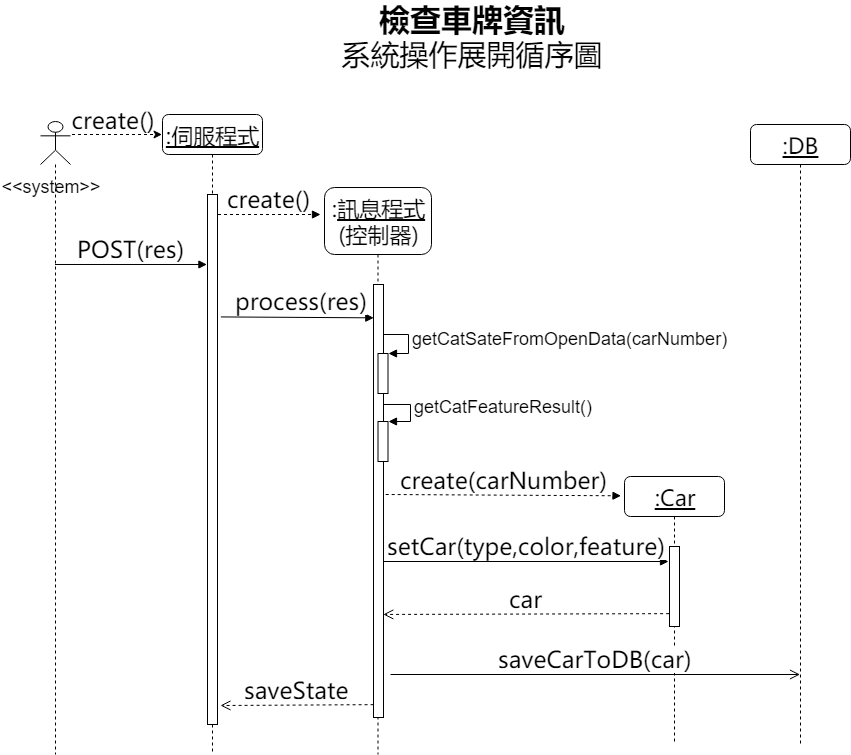 檢查車牌資訊
系統操作展開循序圖
create()
:伺服程式
:DB
<<system>>
create()
:訊息程式
(控制器)
POST(res)
process(res)
getCatSateFromOpenData(carNumber)
getCatFeatureResult()
create(carNumber)
:Car
setCar(type,color,feature)
car
saveCarToDB(car)
saveState